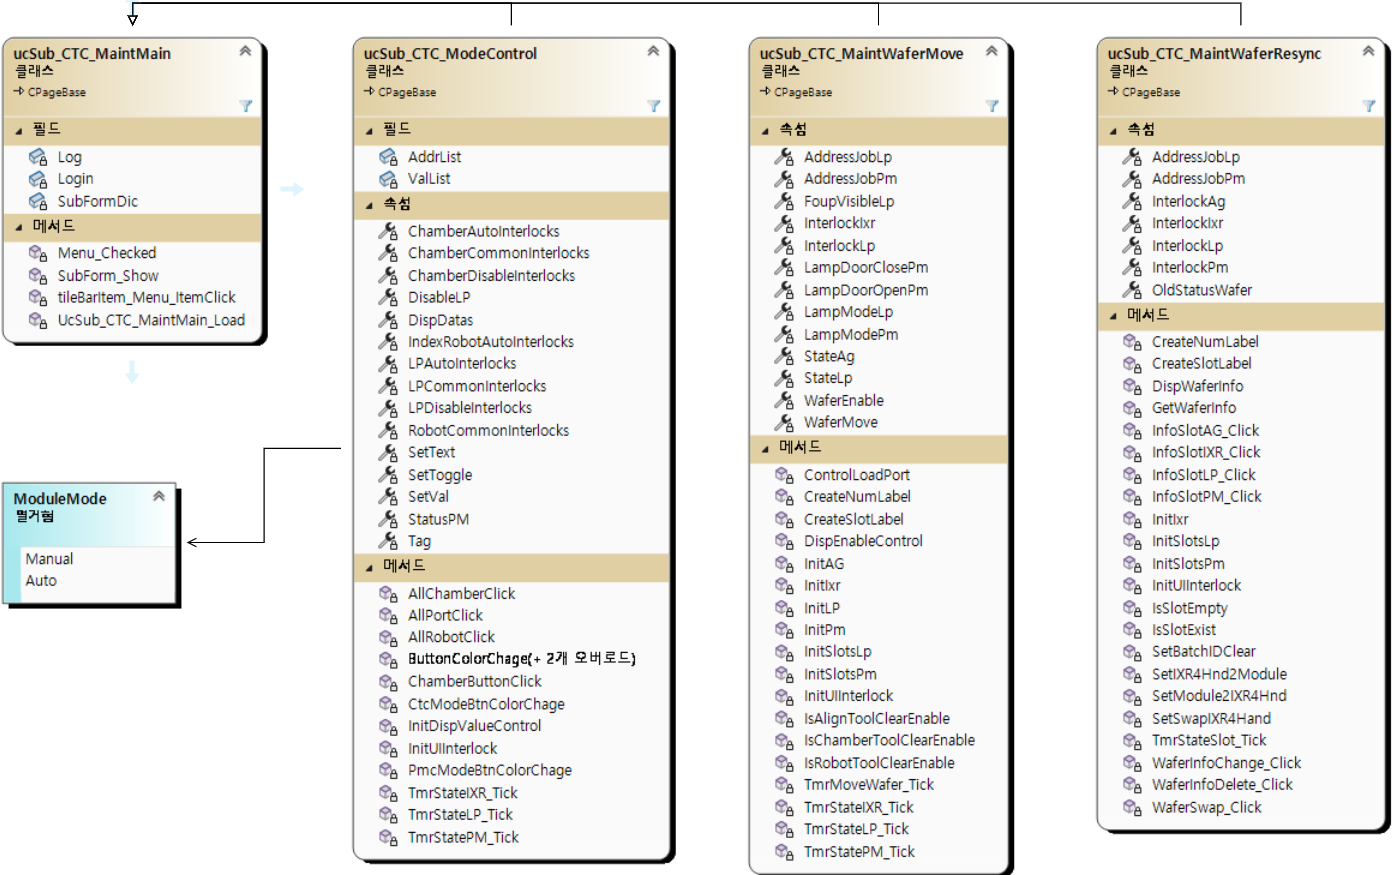 ucSub_CTC_MaintMain
클래스
CPageBase
필드
Log
Login
SubFormDic
메서드
Menu_Checked
SubForm_Show
tileBarItem_Menu_ItemClick
UcSub_CTC_MaintMain_Load
ModuleMode
열거형
Manual
Auto
ucSub_CTC_ModeControl
클래스
CPageBase
필드
AddrList
ValList
속성
ChamberAutoInterlocks
ChamberCommonInterlocks
ChamberDisableInterlocks
DisableLP
DispDatas
IndexRobotAutoInterlocks
LPAutoInterlocks
LPCommonInterlocks
LPDisableInterlocks
RobotCommonInterlocks
SetText
SetToggle
SetVal
StatusPM
Tag
메서드
AllChamberClick
AllPortClick
AllRobotClick
ButtonColorChage(+ 2개 오버로드)
ChamberButtonClick
CtcModeBtnColorChage
InitDispValueControl
InitUIInterlock
PmcModeBtnColorChage
TmrStateIXR_Tick
TmrStateLP_Tick
TmrStatePM_Tick
ucSub_CTC_MaintWaferMove
클래스
CPageBase
속성
AddressJobLp
AddressJobPm
FoupVisibleLp
InterlockIxr
InterlockLp
LampDoorClosePm
LampDoorOpenPm
LampModeLp
LampModePm
StateAg
StateLp
WaferEnable
WaferMove
메서드
ControlLoadPort
CreateNumLabel
CreateSlotLabel
DispEnableControl
InitAG
InitIxr
InitLP
InitPm
InitSlotsLp
InitSlotsPm
InitUIInterlock
IsAlignToolClearEnable
IsChamberToolClearEnable
IsRobotToolClearEnable
TmrMoveWafer_Tick
TmrStateIXR_Tick
TmrStateLP_Tick
TmrStatePM_Tick
ucSub_CTC_MaintWaferResync
클래스
CPageBase
속성
AddressJobLp
AddressJobPm
InterlockAg
InterlockIxr
InterlockLp
InterlockPm
OldStatusWafer
메서드
CreateNumLabel
CreateSlotLabel
DispWaferInfo
GetWaferInfo
InfoSlotAG_Click
InfoSlotIXR_Click
InfoSlotLP_Click
InfoSlotPM_Click
InitIxr
InitSlotsLp
InitSlotsPm
InitUIInterlock
IsSlotEmpty
IsSlotExist
SetBatchIDClear
SetIXR4Hnd2Module
SetModule2IXR4Hnd
SetSwapIXR4Hand
TmrStateSlot_Tick
WaferInfoChange_Click
WaferInfoDelete_Click
WaferSwap_Click